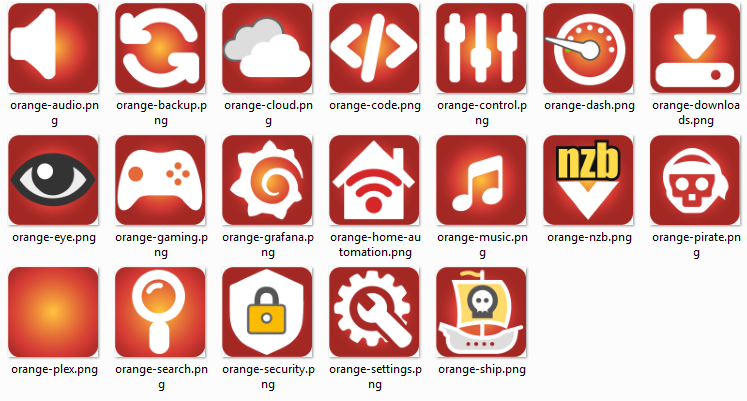 orange-audio.pn
g
orange-backup.p
ng
orange-cloud.pn
g
orange-code.png
orange-control.p
ng
orange-dash.png
orange-downloa
ds.png
orange-eye.png
orange-gaming.p
ng
orange-grafana.p
ng
orange-home-au
tomation.png
orange-music.pn
g
nzb
orange-nzb.png
orange-pirate.pn
g
orange-plex.png
orange-search.pn
g
orange-security.p
ng
orange-settings.p
ng
orange-ship.png